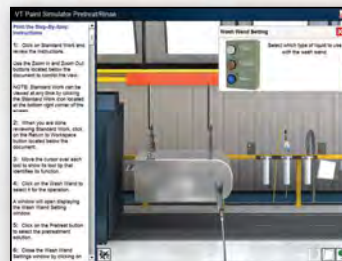 VT Paint Simulator Pretreat/Rinse
Print the Step-By-Step
Instructions
1: Click on Standard Work and
review the instructions.
Use the Zoom In and Zoom Out
buttons located below the
document to control the view.
NOTE: Standard Work can be
viewed at any time by clicking
the Standard Work icon located
at the bottom right corner of the
2: When you are done
reviewing Standard Work, click
on the Return to Workspace
button located below the
document.
3: Move the cursor over each
tool to show its tool tip that
identifies its function.
4: Click on the Wash Wand to
select it for the operation.
A window will open displaying
the Wash Wand Setting
window.
5: Click on the Pretreat button
to select the pretreatment
solution.
6: Close the Wash Wand
Settings window by clicking on
Wash Wand Setting
Select which type of liquid to use
with the wash wand.